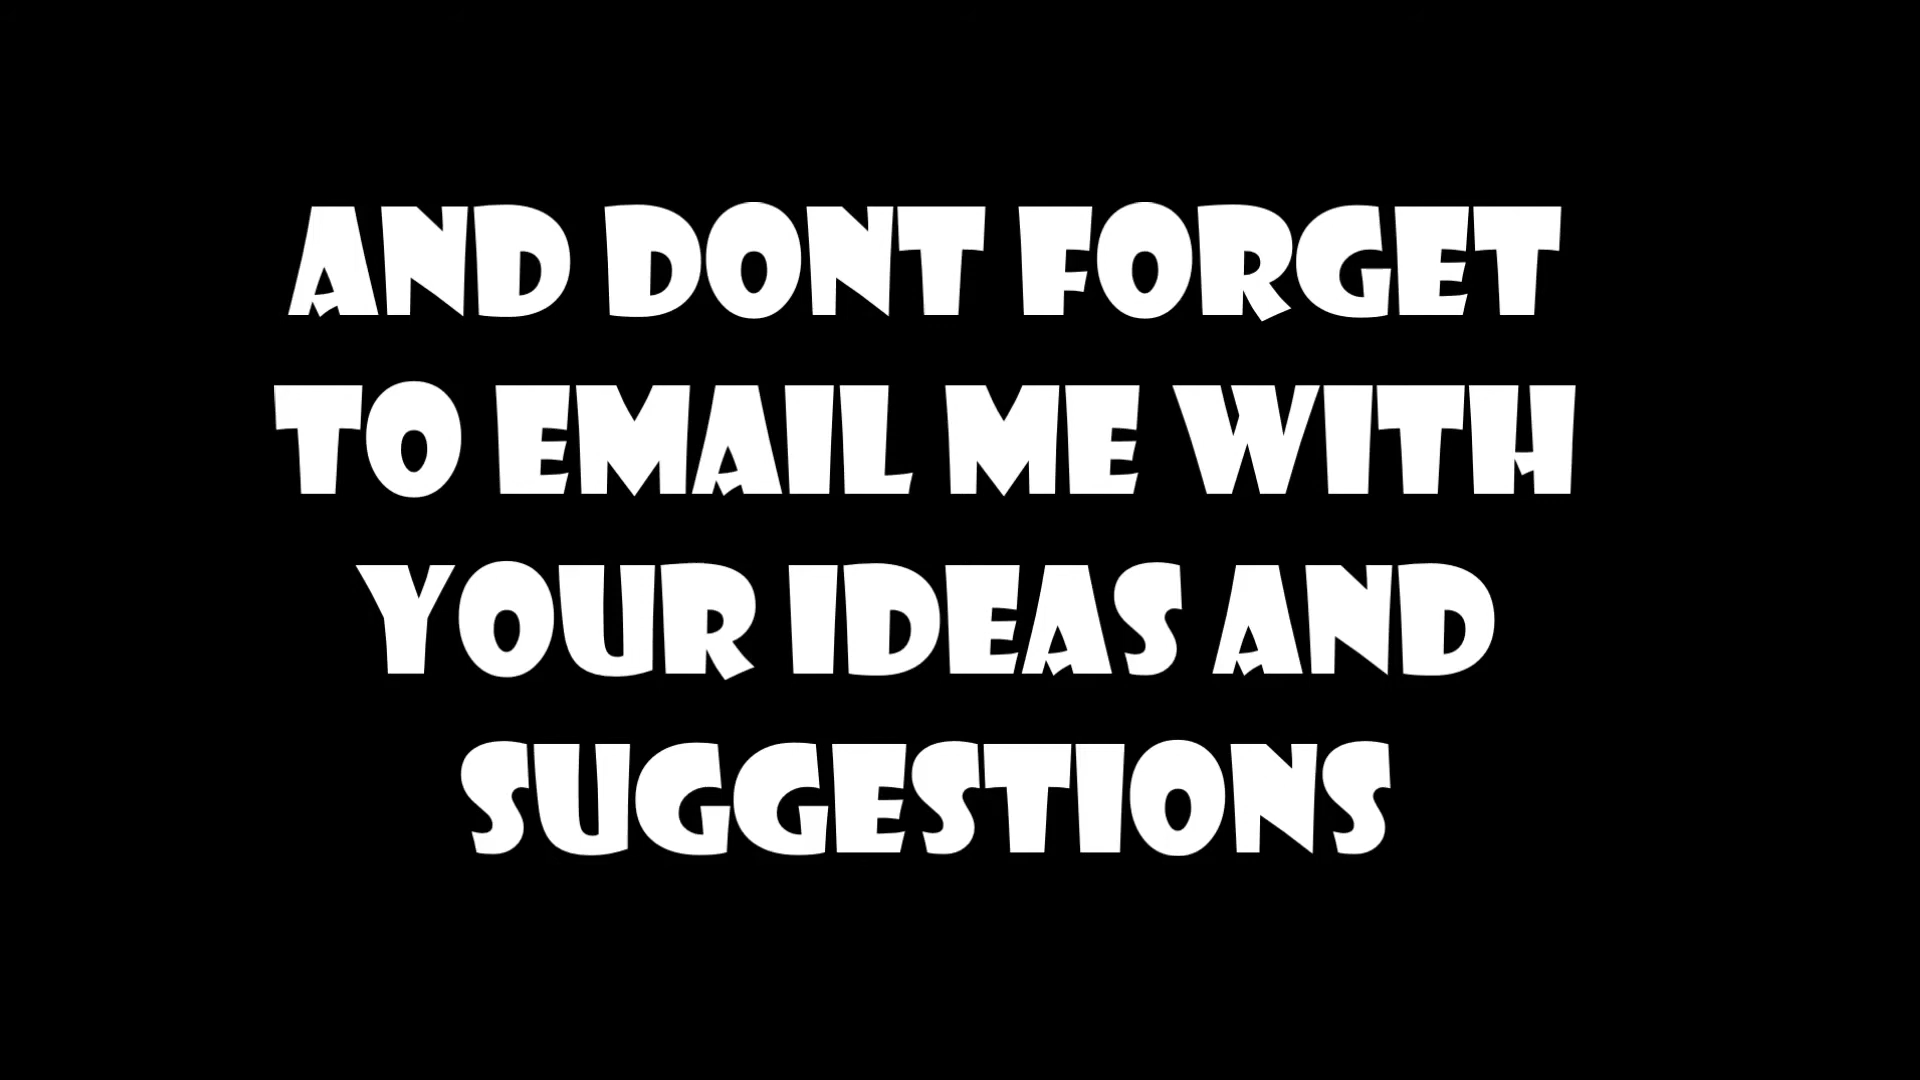 AND DONT FORGET
TO EMAIL ME WITH
YOUR IDEAS AND
SUGGESTIONS